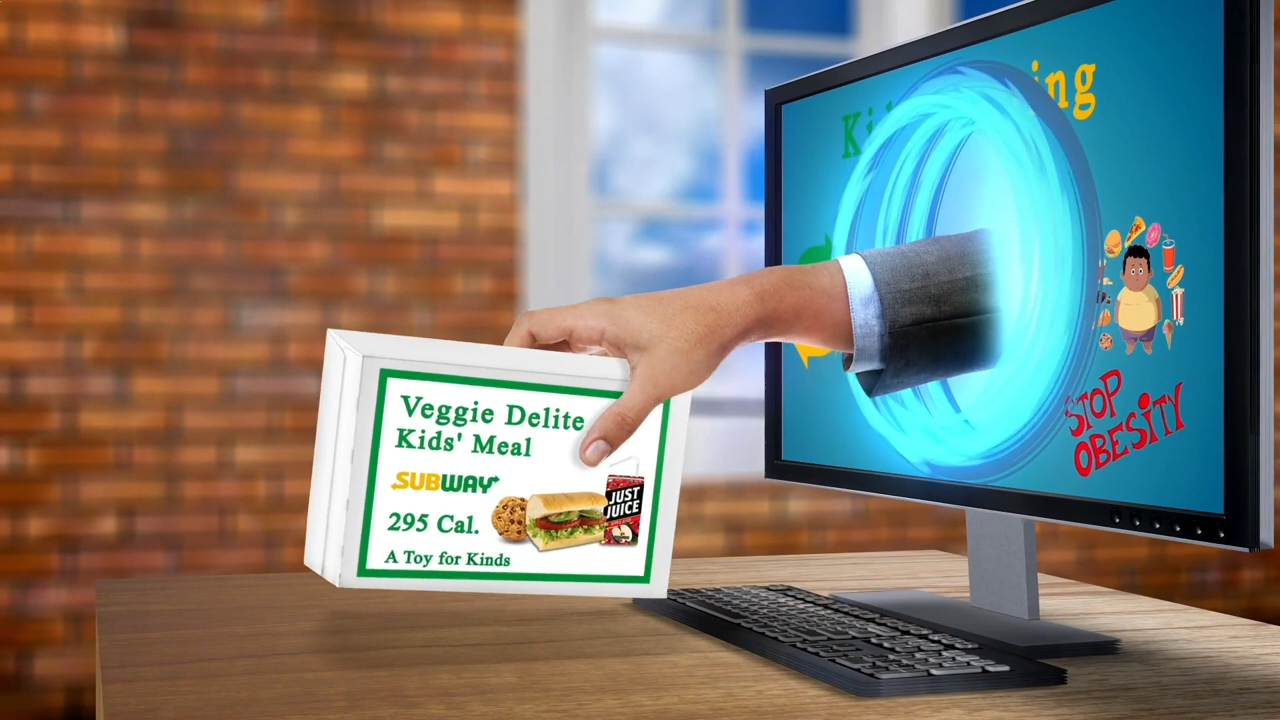 Veggie Delite
Kids' Meal
SUBWAY
295 Cal.
A Toy for Kinds
JUST
JUICE
STOP
OBESITY